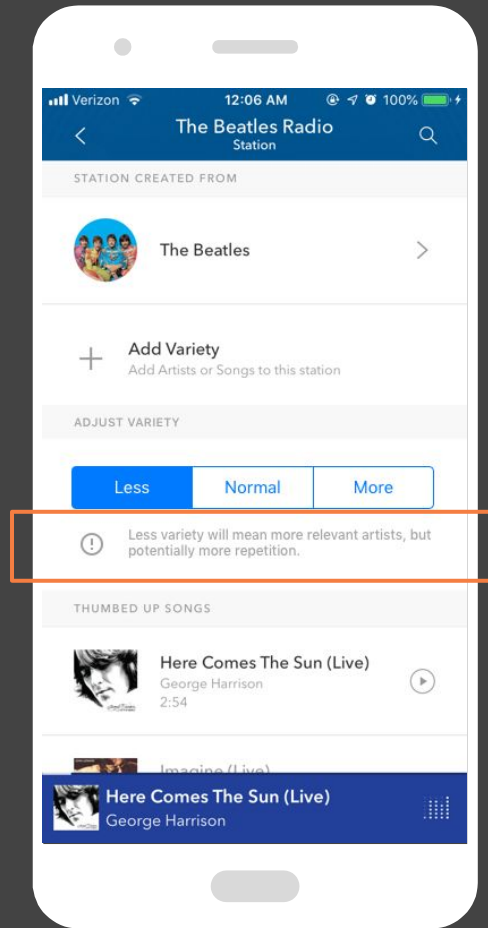 Verizon 12:06 AM 100%
The Beatles Radio
Station
STATION CREATED FROM
The Beatles
Add Variety
Add Artists or Songs to this station
ADJUST VARIETY
Less Normal More
Less variety will mean more relevant artists, but
potentially more repetition.
THUMBED UP SONGS
Here Comes The Sun (Live)
George Harrison
2:54
Imagine (Live)
Here Comes The Sun (Live)
George Harrison